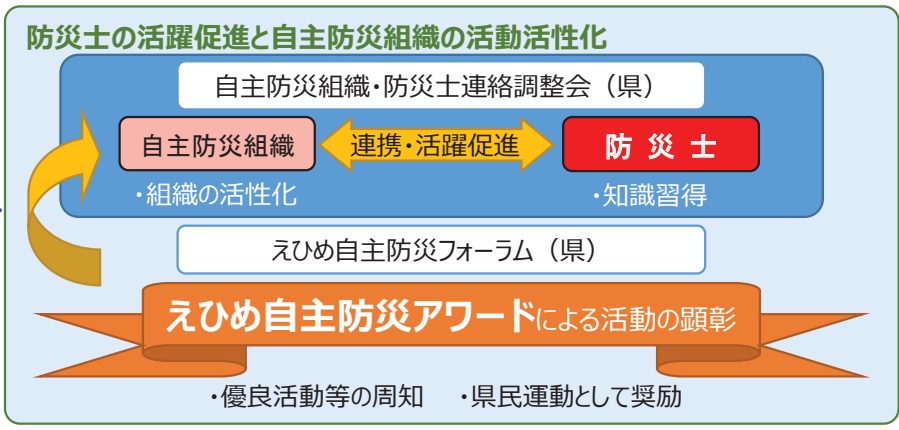 防災士の活躍促進と自主防災組織の活動活性化
自主防災組織・防災士連絡調整会（県）
自主防災組織 連携・活躍促進 防災士
・組織の活性化 ・知識習得
えひめ自主防災フォーラム（県）
えひめ自主防災アワードによる活動の顕彰
・優良活動等の周知 ・県民運動として奨励